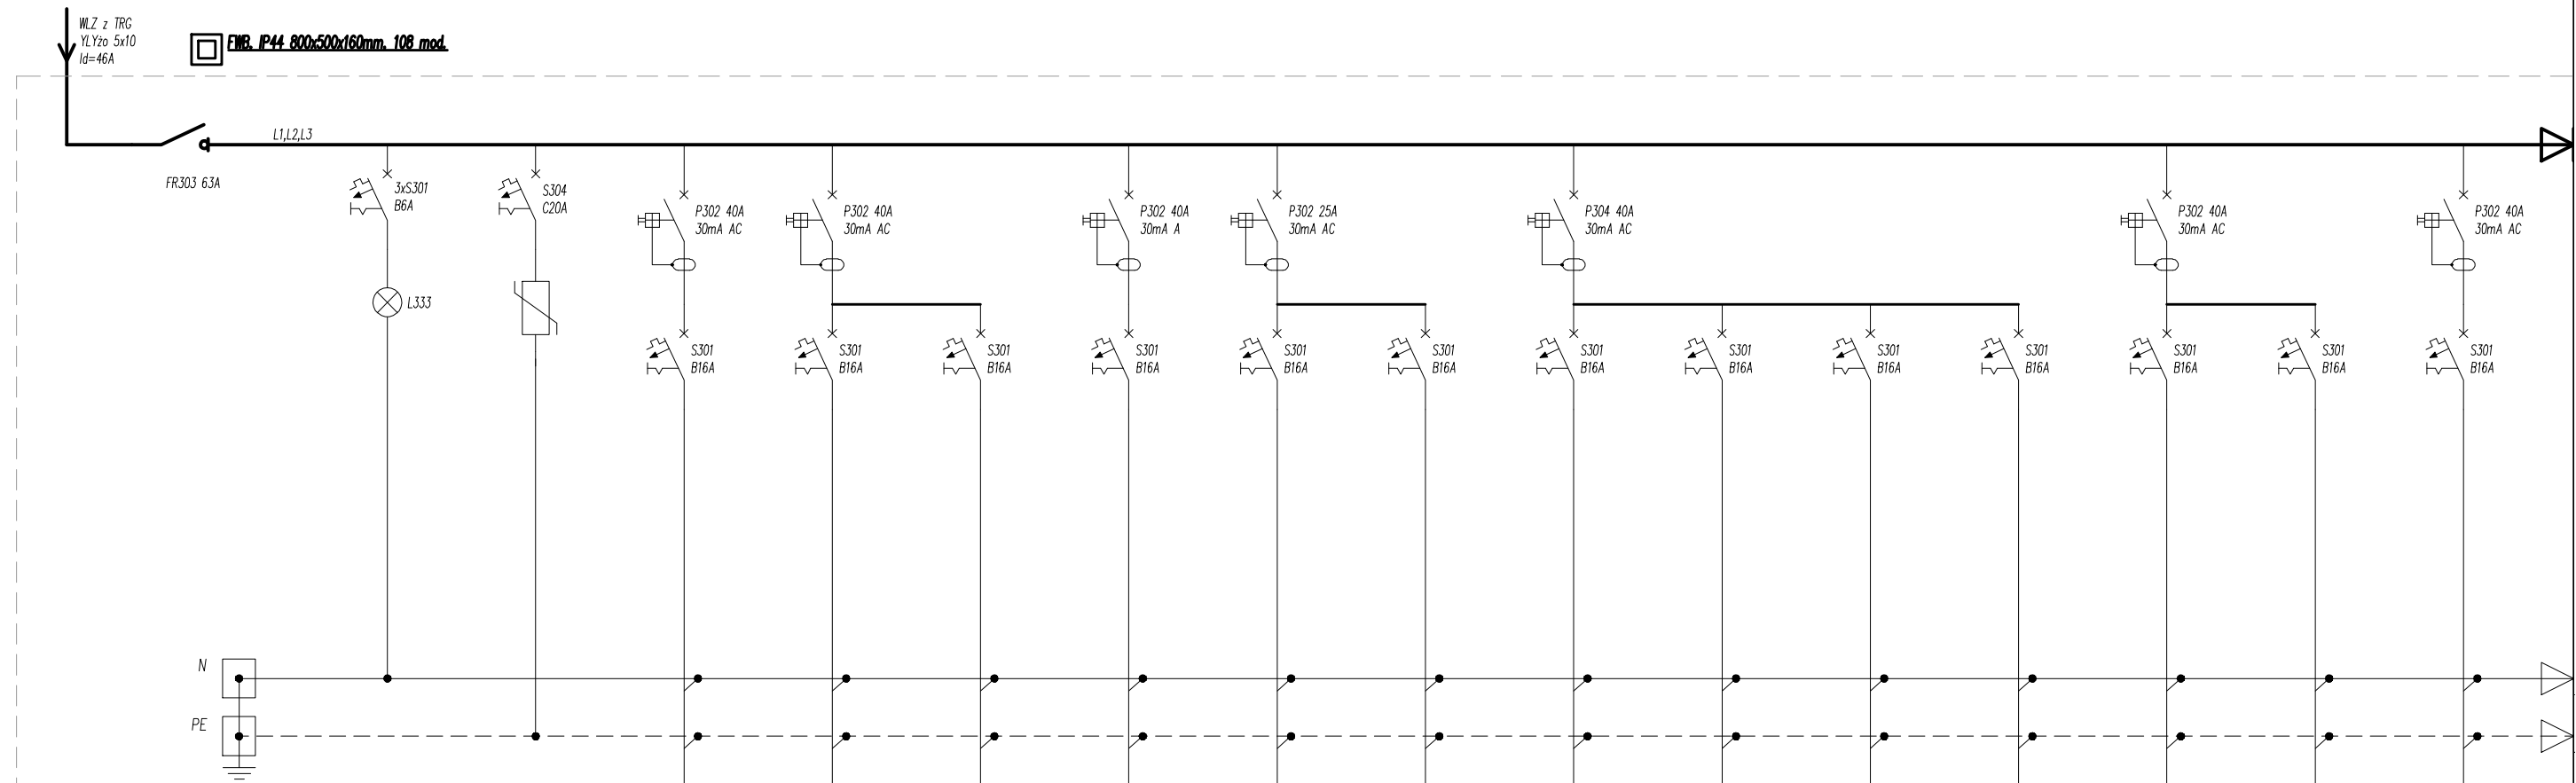 WLZ z TRG
YLYżo 5x10
Id=46A
FWB. IP44 800x500x160mm. 108 mod.
L1,L2,L3
FR303 63A
3xS301
B6A
S304
C20A
P302 40A
30mA AC
P302 40A
30mA AC
P302 40A
30mA A
P302 25A
30mA AC
P304 40A
30mA AC
P302 40A
30mA AC
P302 40A
30mA AC
L333
S301
B16A
S301
B16A
S301
B16A
S301
B16A
S301
B16A
S301
B16A
S301
B16A
S301
B16A
S301
B16A
S301
B16A
S301
B16A
S301
B16A
S301
B16A
N
PE